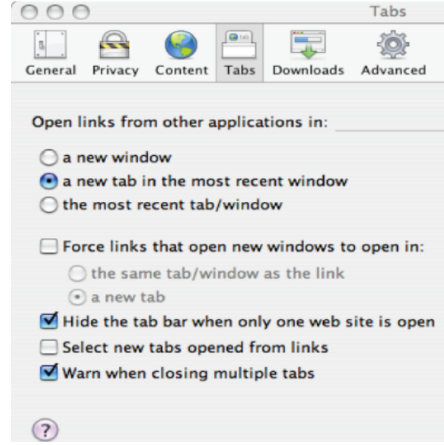 Tabs
General Privacy Content Tabs Downloads Advanced
Open links from other applications in:
a new window
a new tab in the most recent window
the most recent tab/window
Force links that open new windows to open in:
the same tab/window as the link
a new tab
Hide the tab bar when only one web site is open
Select new tabs opened from links
Warn when closing multiple tabs
?